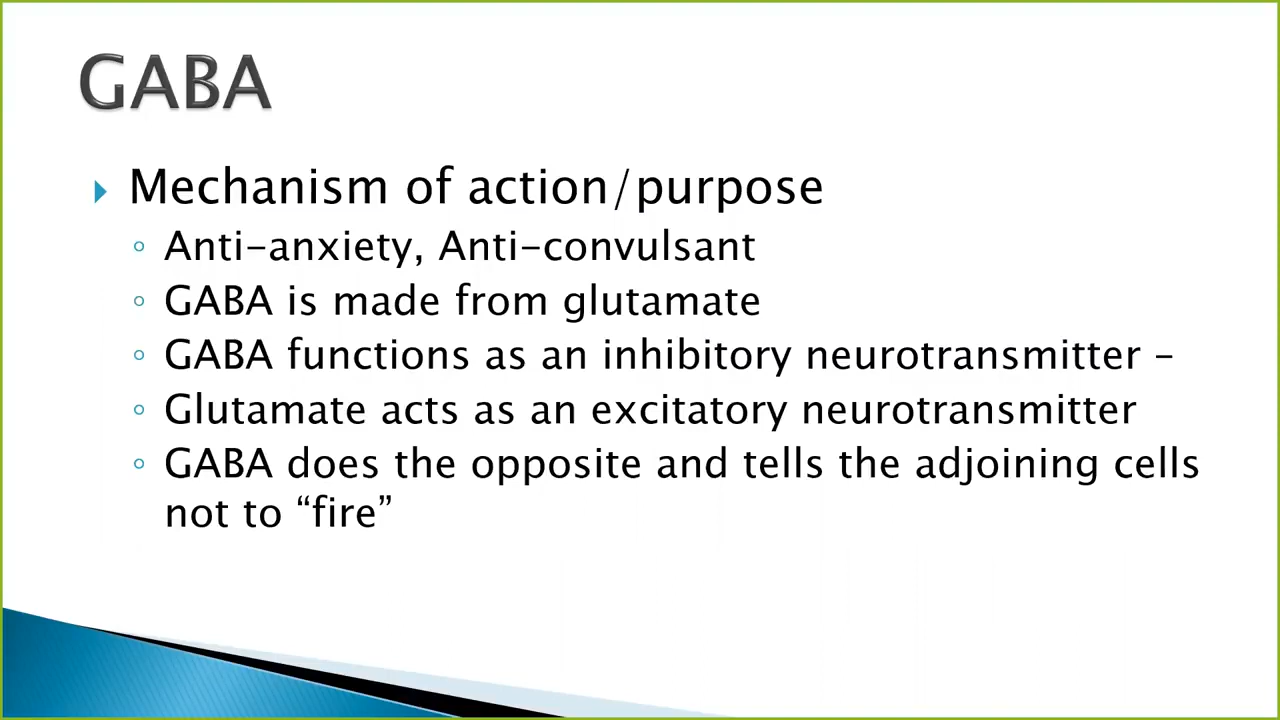 GABA
Mechanism of action/purpose
Anti-anxiety, Anti-convulsant
GABA is made from glutamate
GABA functions as an inhibitory neurotransmitter –
Glutamate acts as an excitatory neurotransmitter
GABA does the opposite and tells the adjoining cells
not to “fire”